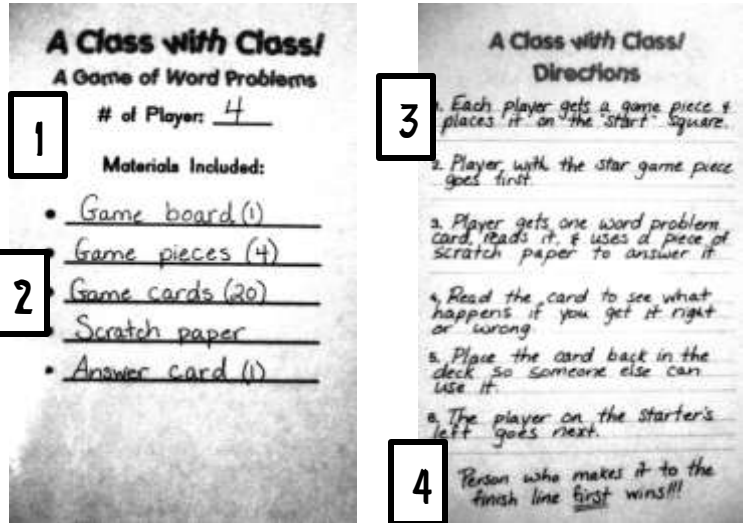 A Class with Class!
A Game of Word Problems
1
# of Player: 4
Materials Included:
• Game board (1)
• Game pieces (4)
2
• Game cards (20)
• Scratch paper
• Answer card (1)
A Class with Class!
Directions
3
1. Each player gets a game piece &
places it on the "start" square.
2. Player with the star game piece
goes first.
3. Player gets one word problem
card, reads it, & uses a piece of
scratch paper to answer it
4. Read the card to see what
happens if you get it right
or wrong.
5. Place the card back in the
deck so someone else can
use it.
6. The player on the starter's
left goes next.
4
Person who makes it to the
finish line first wins!!!